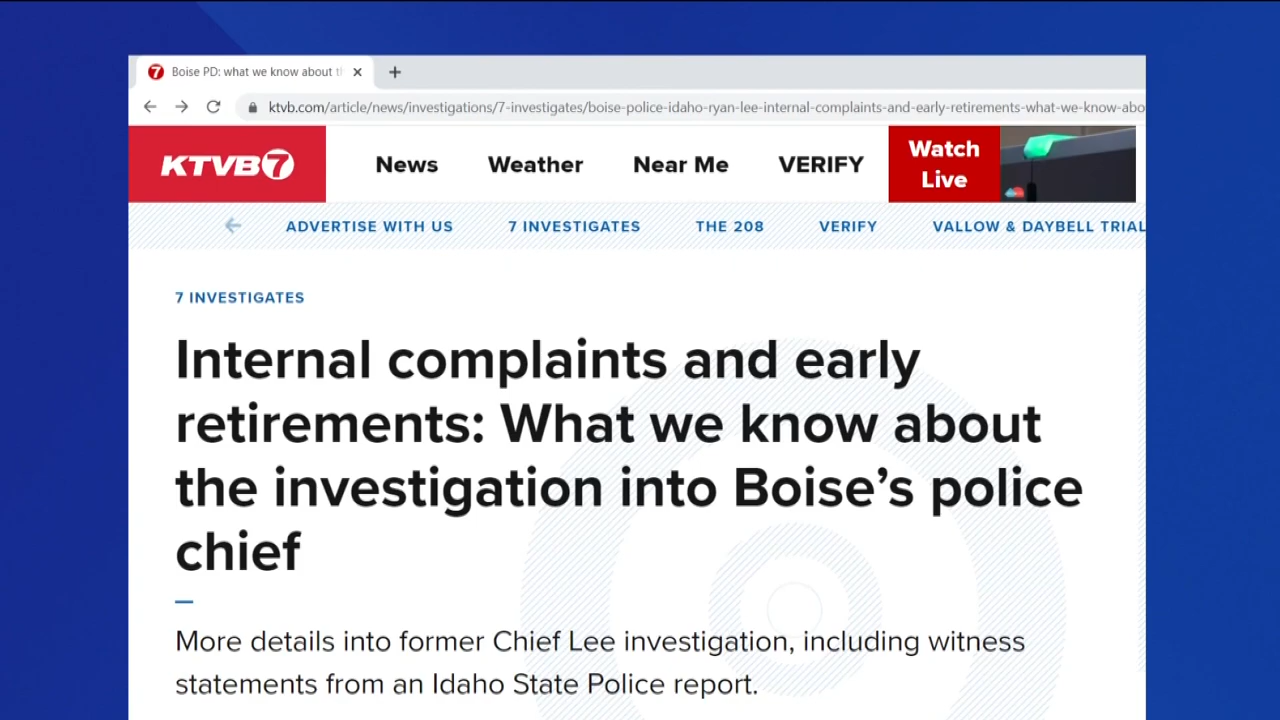 Boise PD: what we know about t
ktvb.com/article/news/investigations/7-investigates/boise-police-idaho-ryan-lee-internal-complaints-and-early-retirements-what-we-know-abo
KTVB7
News
Weather
Near Me
VERIFY
Watch
Live
ADVERTISE WITH US
7 INVESTIGATES
THE 208
VERIFY
VALLOW & DAYBELL TRIAL
7 INVESTIGATES
Internal complaints and early
retirements: What we know about
the investigation into Boise’s police
chief
More details into former Chief Lee investigation, including witness
statements from an Idaho State Police report.